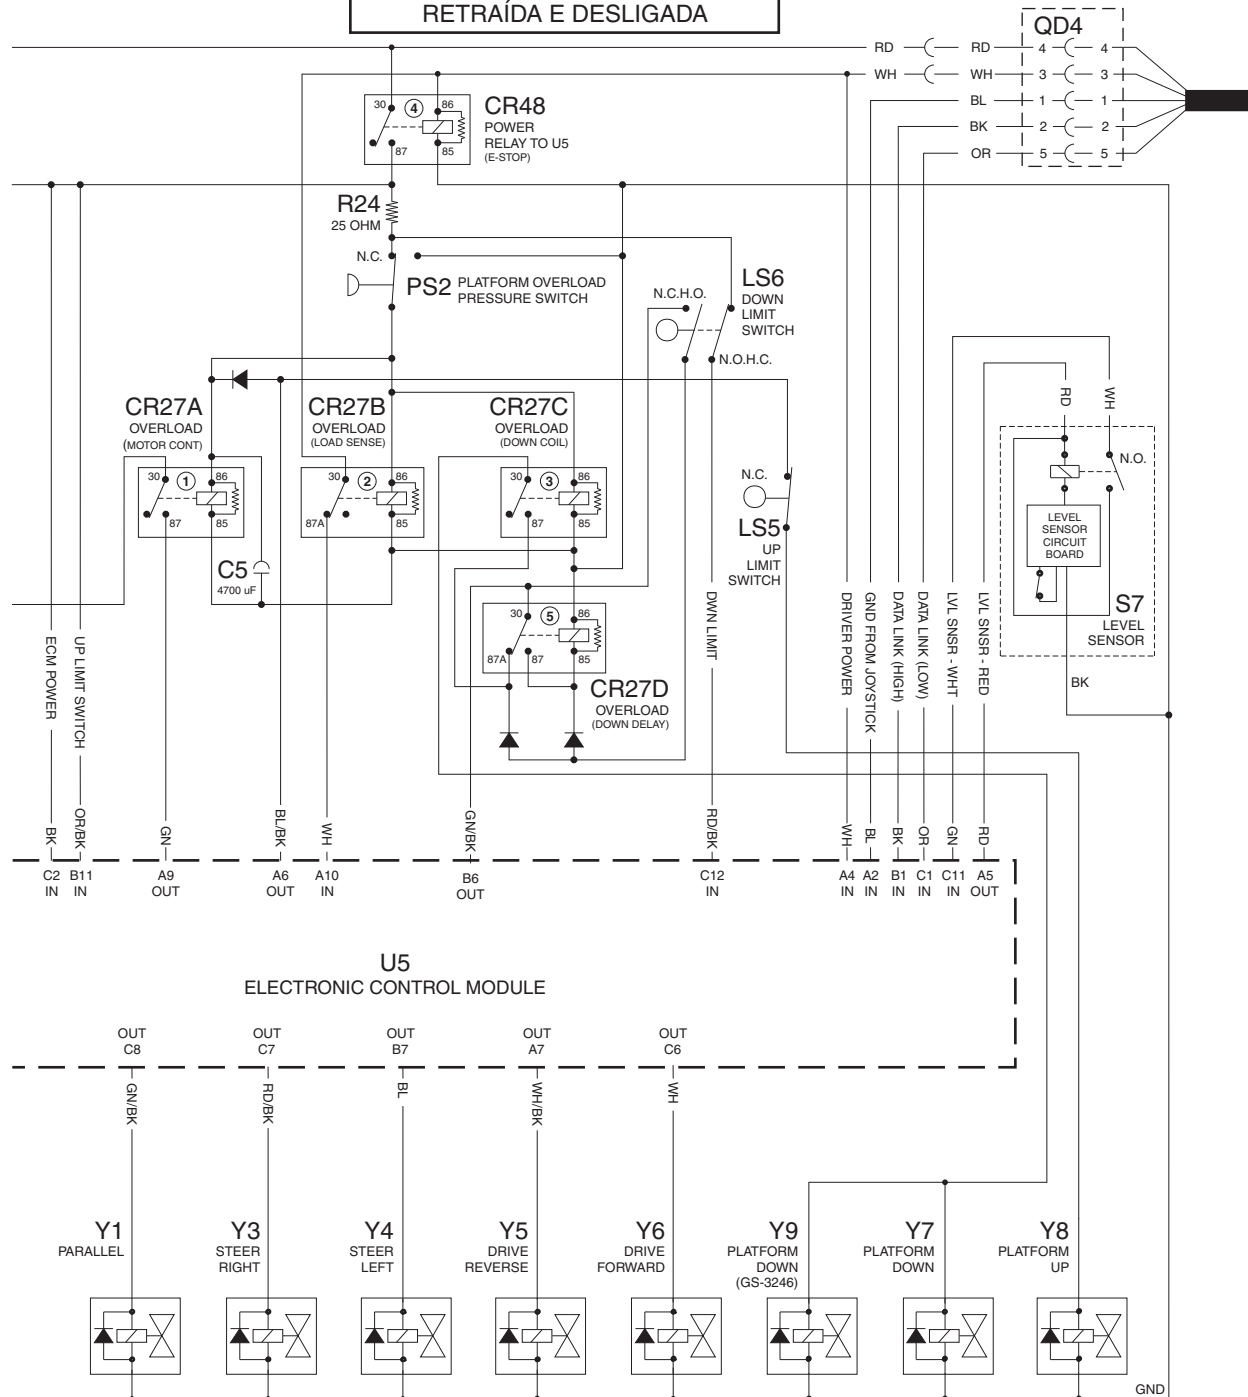 RETRAÍDA E DESLIGADA
QD4
RD RD 4 4
WH WH 3 3
BL 1 1
BK 2 2
OR 5 5
30 4 86
87 85
CR48
POWER
RELAY TO U5
(E-STOP)
R24
25 OHM
N.C.
PS2 PLATFORM OVERLOAD
PRESSURE SWITCH
LS6
DOWN
LIMIT
SWITCH
N.C.H.O.
N.O.H.C.
CR27A
OVERLOAD
(MOTOR CONT)
30 1 86
87 85
CR27B
OVERLOAD
(LOAD SENSE)
30 2 86
87A 85
CR27C
OVERLOAD
(DOWN COIL)
30 3 86
87 85
C5
4700 uF
30 5 86
87A 87 85
CR27D
OVERLOAD
(DOWN DELAY)
N.C.
LS5
UP
LIMIT
SWITCH
RD
WH
N.O.
LEVEL
SENSOR
CIRCUIT
BOARD
S7
LEVEL
SENSOR
BK
ECM POWER
UP LIMIT SWITCH
DWN LIMIT
DRIVER POWER
GND FROM JOYSTICK
DATA LINK (HIGH)
DATA LINK (LOW)
LVL SNSR - WHT
LVL SNSR - RED
BK
OR/BK
GN
BL/BK
WH
GN/BK
RD/BK
WH
BL
BK
OR
GN
RD
C2 B11 A9 A6 A10 B6 C12 A4 A2 B1 C1 C11 A5
IN IN OUT OUT IN OUT IN IN IN IN IN IN OUT
U5
ELECTRONIC CONTROL MODULE
OUT OUT OUT OUT OUT
C8 C7 B7 A7 C6
GN/BK
RD/BK
BL
WH/BK
WH
Y1
PARALLEL
Y3
STEER
RIGHT
Y4
STEER
LEFT
Y5
DRIVE
REVERSE
Y6
DRIVE
FORWARD
Y9
PLATFORM
DOWN
(GS-3246)
Y7
PLATFORM
DOWN
Y8
PLATFORM
UP
GND